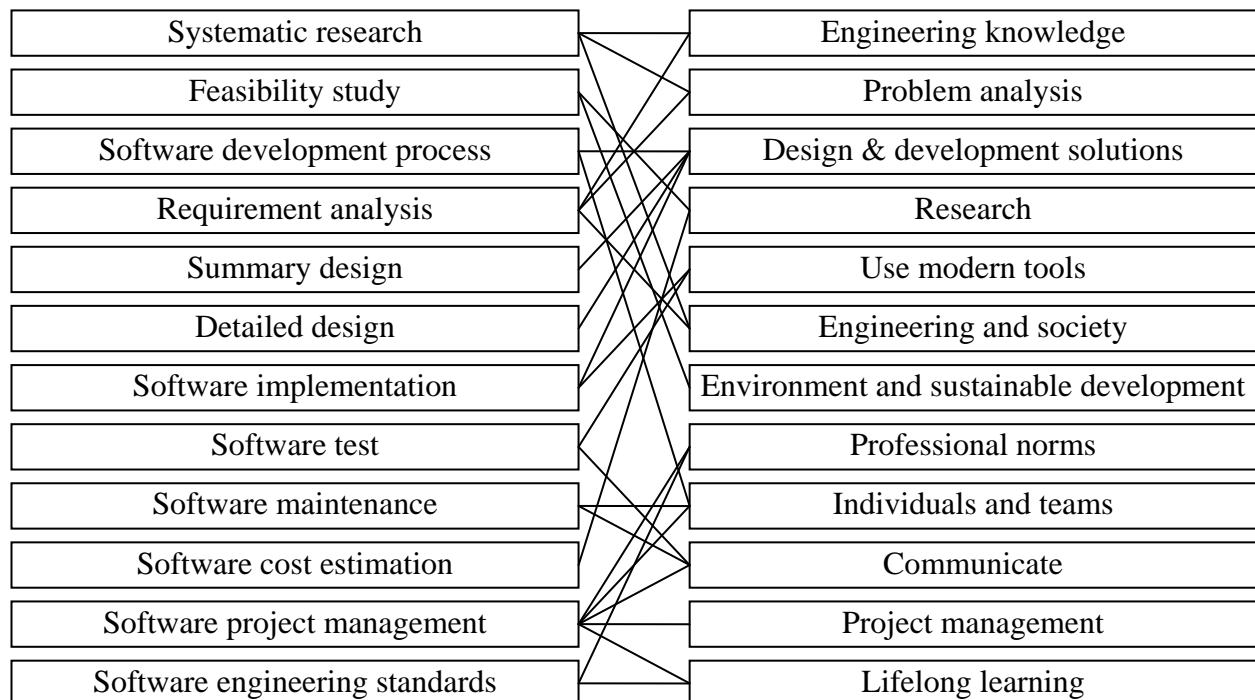 Systematic research
Engineering knowledge
Feasibility study
Problem analysis
Software development process
Design & development solutions
Requirement analysis
Research
Summary design
Use modern tools
Detailed design
Engineering and society
Software implementation
Environment and sustainable development
Software test
Professional norms
Software maintenance
Individuals and teams
Software cost estimation
Communicate
Software project management
Project management
Software engineering standards
Lifelong learning